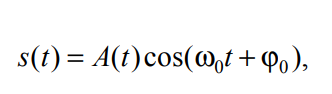 s(t) = A(t)cos(ω₀t + φ₀),